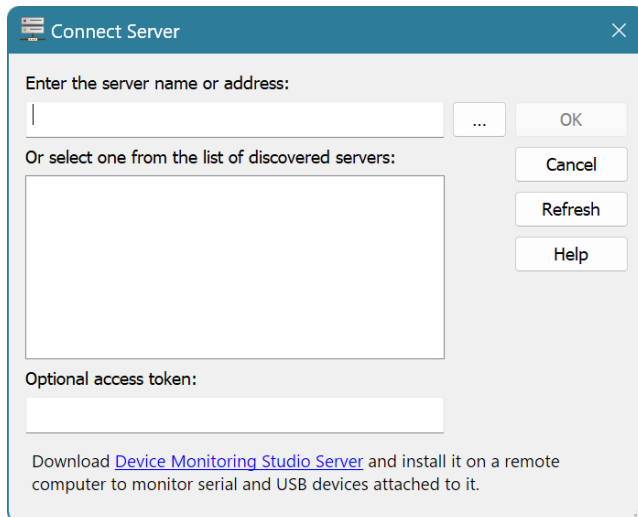 Connect Server
Enter the server name or address:
...
OK
Or select one from the list of discovered servers:
Cancel
Refresh
Help
Optional access token:
Download Device Monitoring Studio Server and install it on a remote
computer to monitor serial and USB devices attached to it.